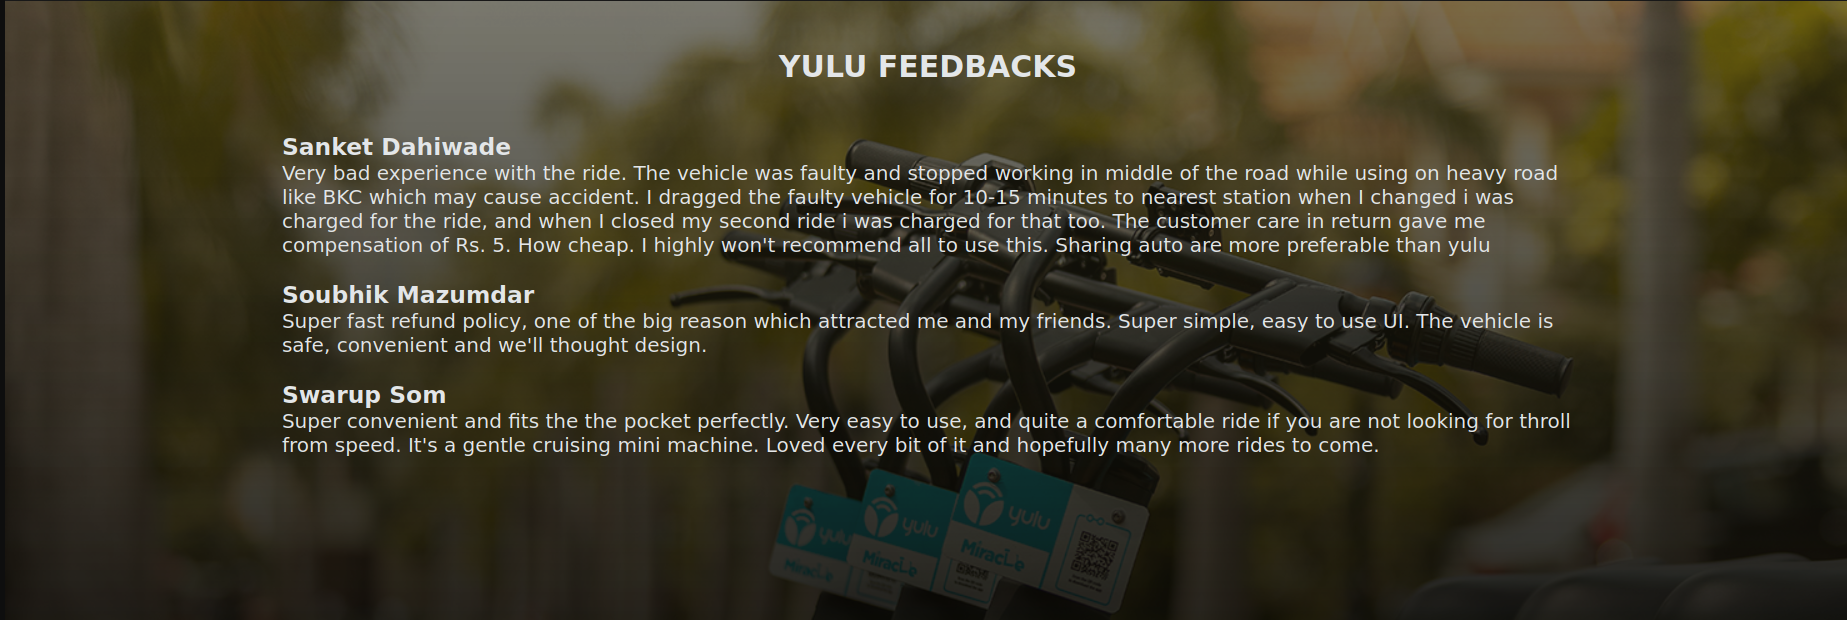 YULU FEEDBACKS
Sanket Dahiwade
Very bad experience with the ride. The vehicle was faulty and stopped working in middle of the road while using on heavy road
like BKC which may cause accident. I dragged the faulty vehicle for 10-15 minutes to nearest station when I changed i was
charged for the ride, and when I closed my second ride i was charged for that too. The customer care in return gave me
compensation of Rs. 5. How cheap. I highly won't recommend all to use this. Sharing auto are more preferable than yulu
Soubhik Mazumdar
Super fast refund policy, one of the big reason which attracted me and my friends. Super simple, easy to use UI. The vehicle is
safe, convenient and we'll thought design.
Swarup Som
Super convenient and fits the the pocket perfectly. Very easy to use, and quite a comfortable ride if you are not looking for throll
from speed. It's a gentle cruising mini machine. Loved every bit of it and hopefully many more rides to come.
yulu
Miracle
yulu
Miracle
yulu
Miracle